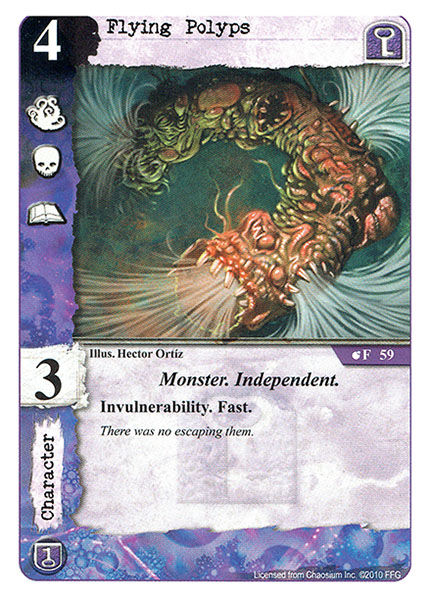 4
Flying Polyps
Illus. Hector Ortíz
F 59
3
Monster. Independent.
Invulnerability. Fast.
There was no escaping them.
Character
1
Licensed from Chaosium Inc. ©2010 FFG